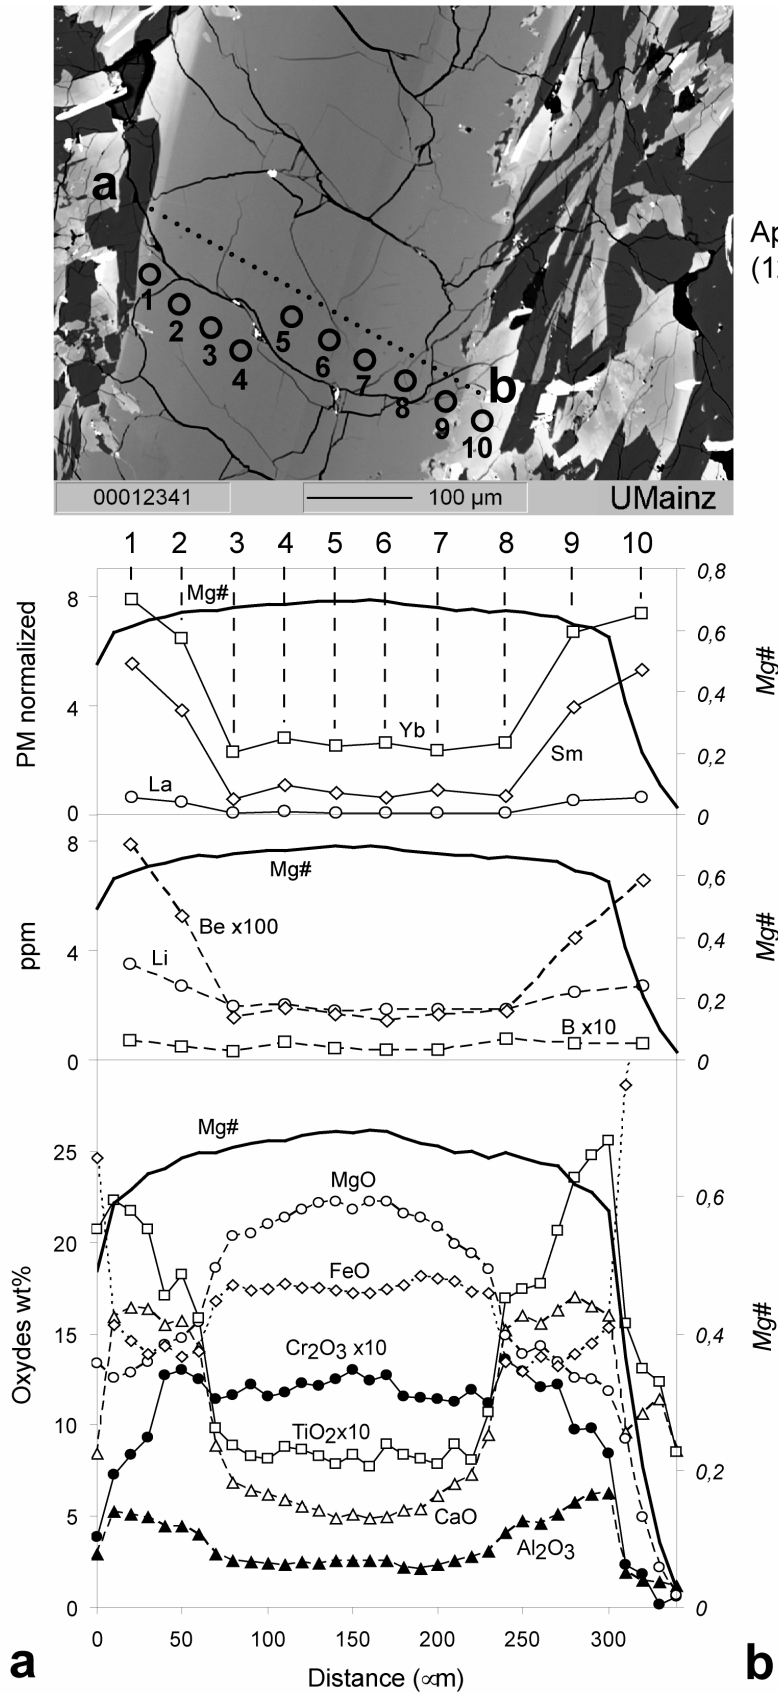 a
Ap
(12
1
2
3
4
5
6
7
8
9
10
b
00012341
100 µm
UMainz
1 2 3 4 5 6 7 8 9 10
PM normalized
8
4
0
Mg#
Yb
Sm
La
0,8
0,6
0,4
0,2
0
Mg#
ppm
8
4
0
Mg#
Be x100
Li
B x10
0,6
0,4
0,2
0
Mg#
Oxydes wt%
25
20
15
10
5
0
Mg#
MgO
FeO
Cr2O3 x10
TiO2x10
CaO
Al2O3
0,6
0,4
0,2
0
Mg#
0 50 100 150 200 250 300
Distance (∝m)
a
b